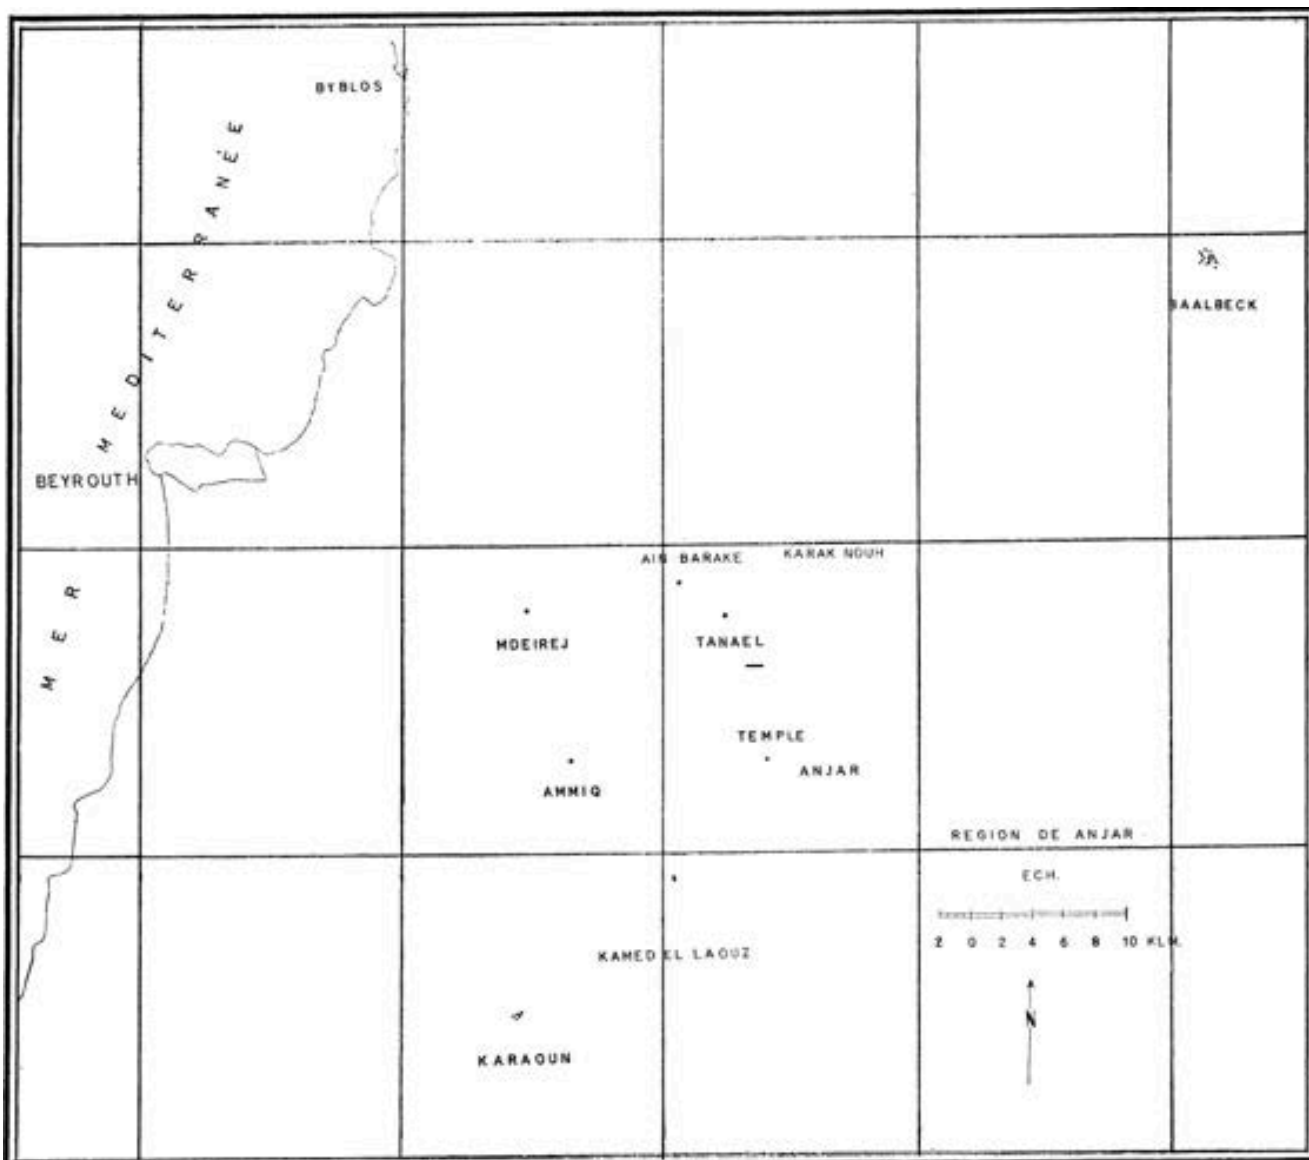 BYBLOS
MER MEDITERRANÉE
BAALBECK
BEYROUTH
AIN BARAKE
KARAK NOUH
MDEIREJ
TANAEL
TEMPLE
ANJAR
AMMIQ
REGION DE ANJAR
ECH.
2 0 2 4 6 8 10 KLM.
KAMED EL LAOUZ
N
KARAOUN